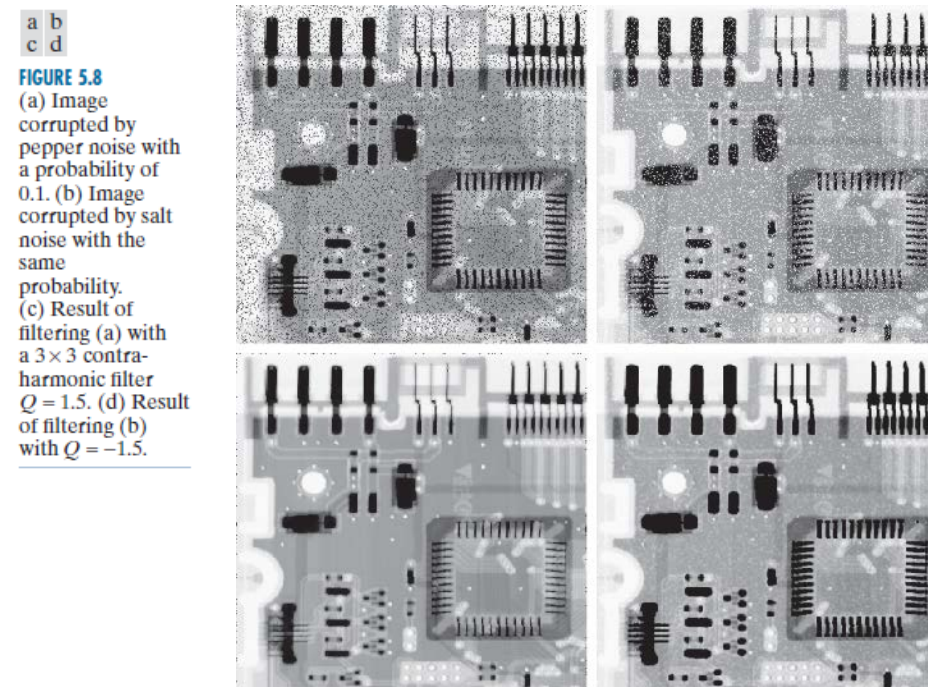 a b
c d
FIGURE 5.8
(a) Image
corrupted by
pepper noise with
a probability of
0.1. (b) Image
corrupted by salt
noise with the
same
probability.
(c) Result of
filtering (a) with
a 3 × 3 contra-
harmonic filter
Q = 1.5. (d) Result
of filtering (b)
with Q = −1.5.